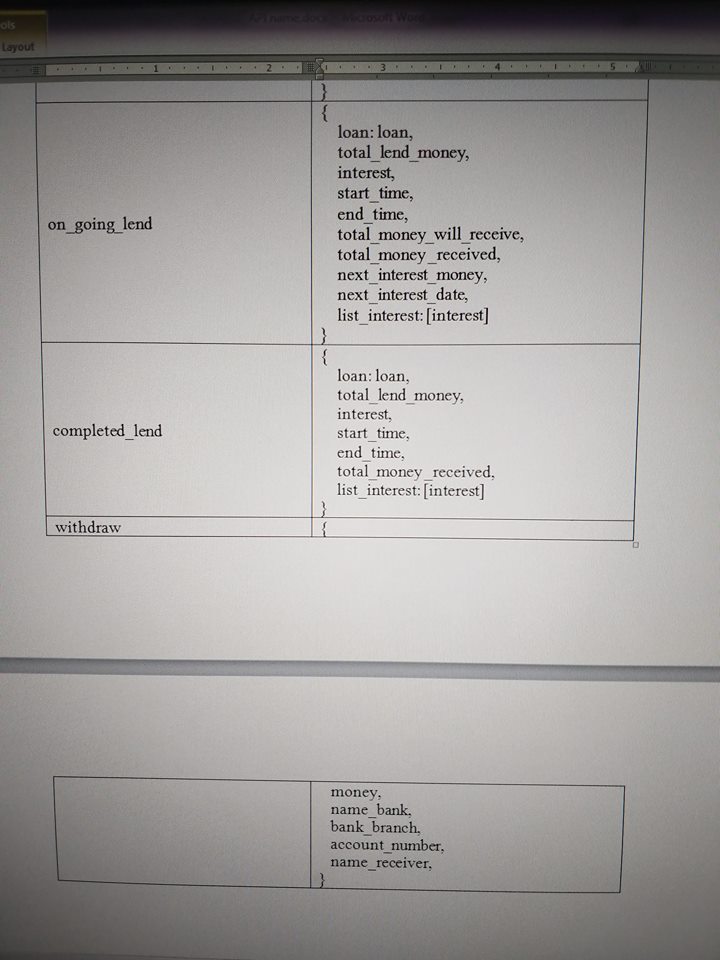 API name.docx - Microsoft Word
ols
Layout
1 2 3 4 5
}
on_going_lend
{
loan: loan,
total_lend_money,
interest,
start_time,
end_time,
total_money_will_receive,
total_money_received,
next_interest_money,
next_interest_date,
list_interest: [interest]
}
completed_lend
{
loan: loan,
total_lend_money,
interest,
start_time,
end_time,
total_money_received,
list_interest: [interest]
}
withdraw
{
money,
name_bank,
bank_branch,
account_number,
name_receiver,
}